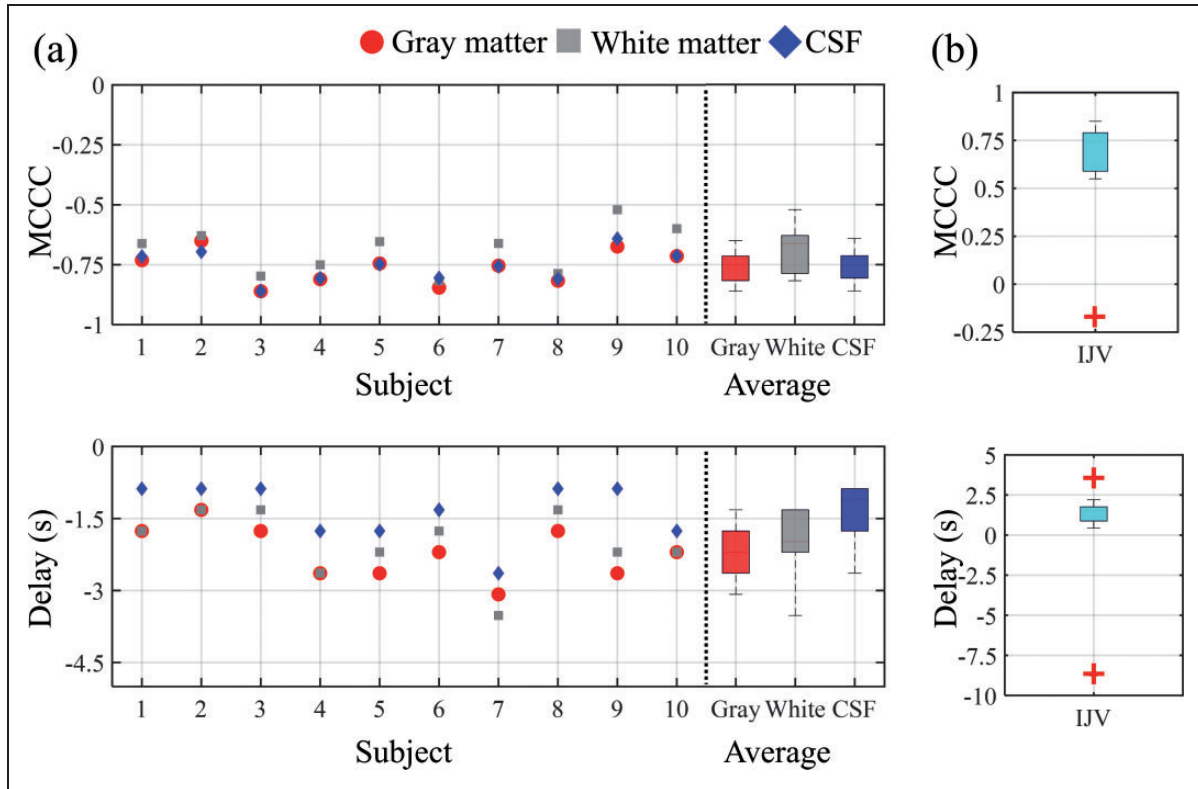 (a)
Gray matter White matter CSF
(b)
MCCC
0
-0.25
-0.5
-0.75
-1
1 2 3 4 5 6 7 8 9 10 Gray White CSF
Subject Average
MCCC
1
0.75
0.5
0.25
0
-0.25
IJV
Delay (s)
0
-1.5
-3
-4.5
1 2 3 4 5 6 7 8 9 10 Gray White CSF
Subject Average
Delay (s)
5
2.5
0
-2.5
-5
-7.5
-10
IJV